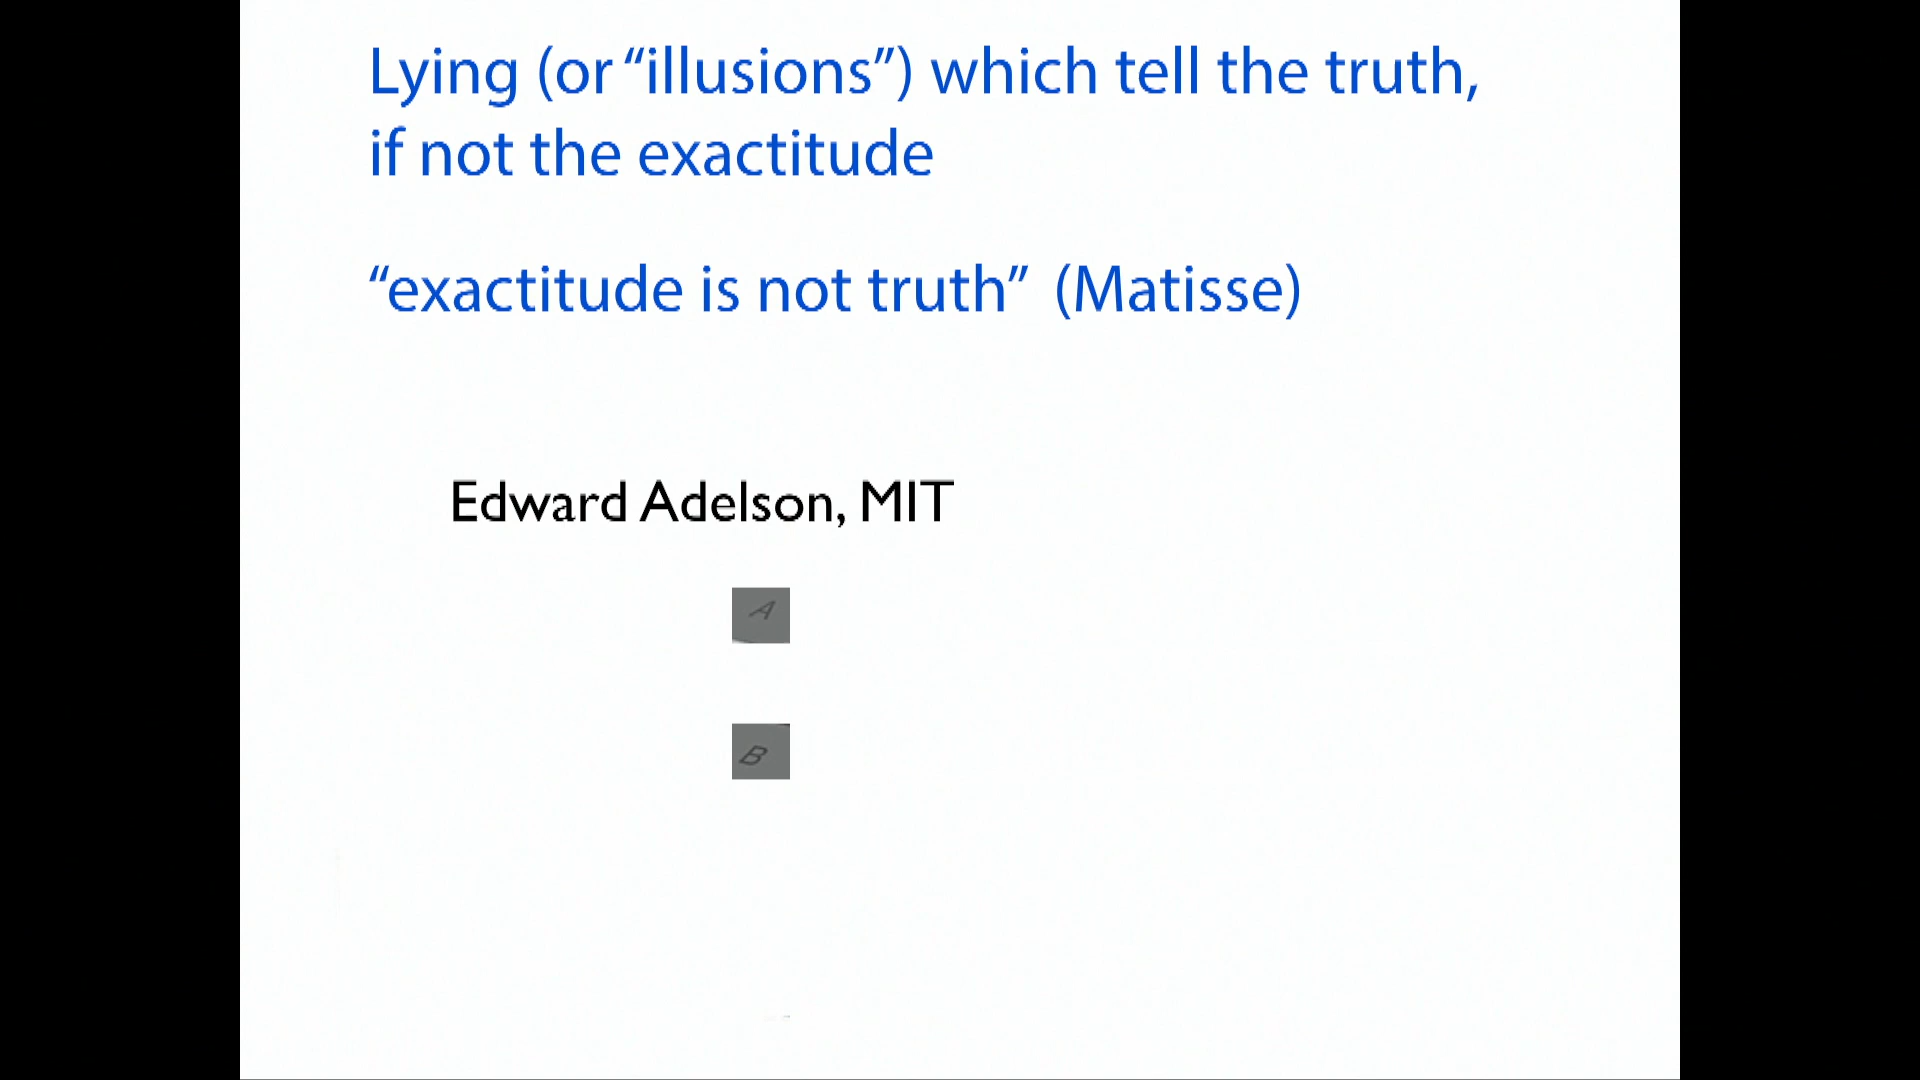 Lying (or “illusions”) which tell the truth,
if not the exactitude
“exactitude is not truth” (Matisse)
Edward Adelson, MIT
A
B